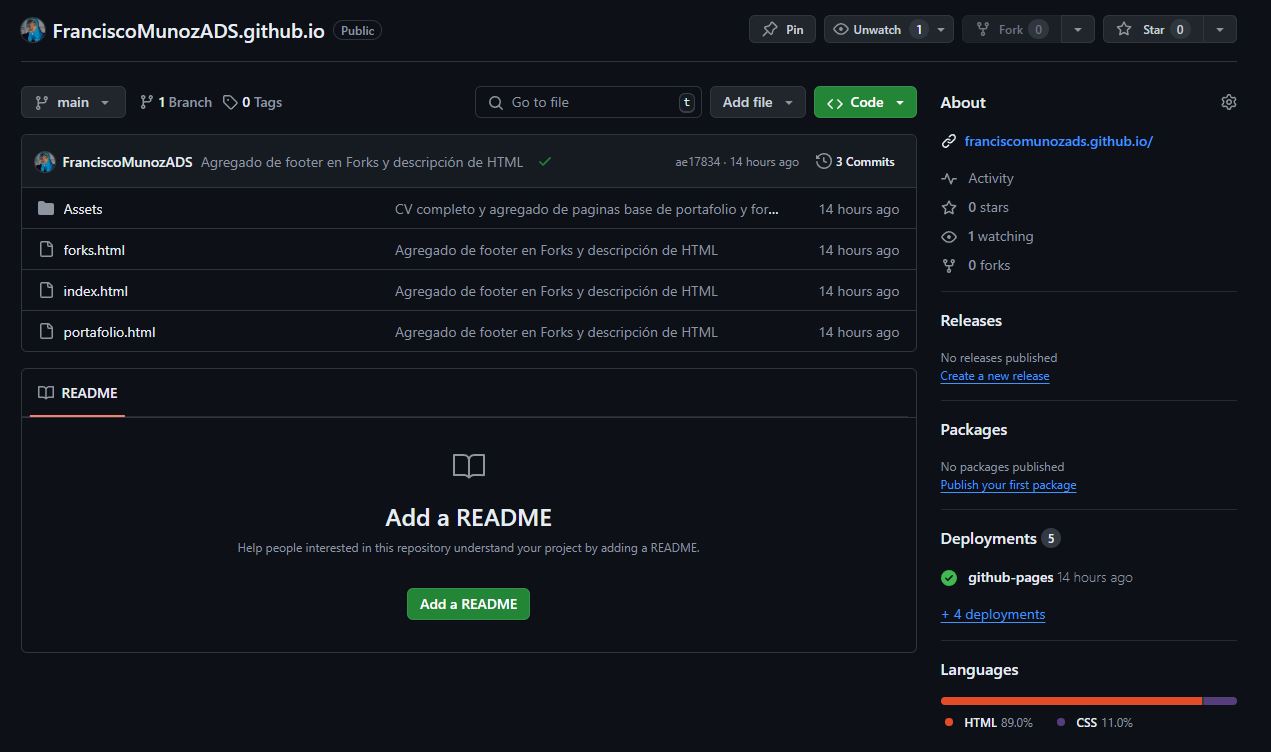 FranciscoMunozADS.github.io Public Pin Unwatch 1 Fork 0 Star 0
main 1 Branch 0 Tags Go to file t Add file Code
FranciscoMunozADS Agregado de footer en Forks y descripción de HTML ae17834 · 14 hours ago 3 Commits
Assets CV completo y agregado de paginas base de portafolio y for... 14 hours ago
forks.html Agregado de footer en Forks y descripción de HTML 14 hours ago
index.html Agregado de footer en Forks y descripción de HTML 14 hours ago
portafolio.html Agregado de footer en Forks y descripción de HTML 14 hours ago
README
Add a README
Help people interested in this repository understand your project by adding a README.
Add a README
About
franciscomunozads.github.io/
Activity
0 stars
1 watching
0 forks
Releases
No releases published
Create a new release
Packages
No packages published
Publish your first package
Deployments 5
github-pages 14 hours ago
+ 4 deployments
Languages
HTML 89.0% CSS 11.0%